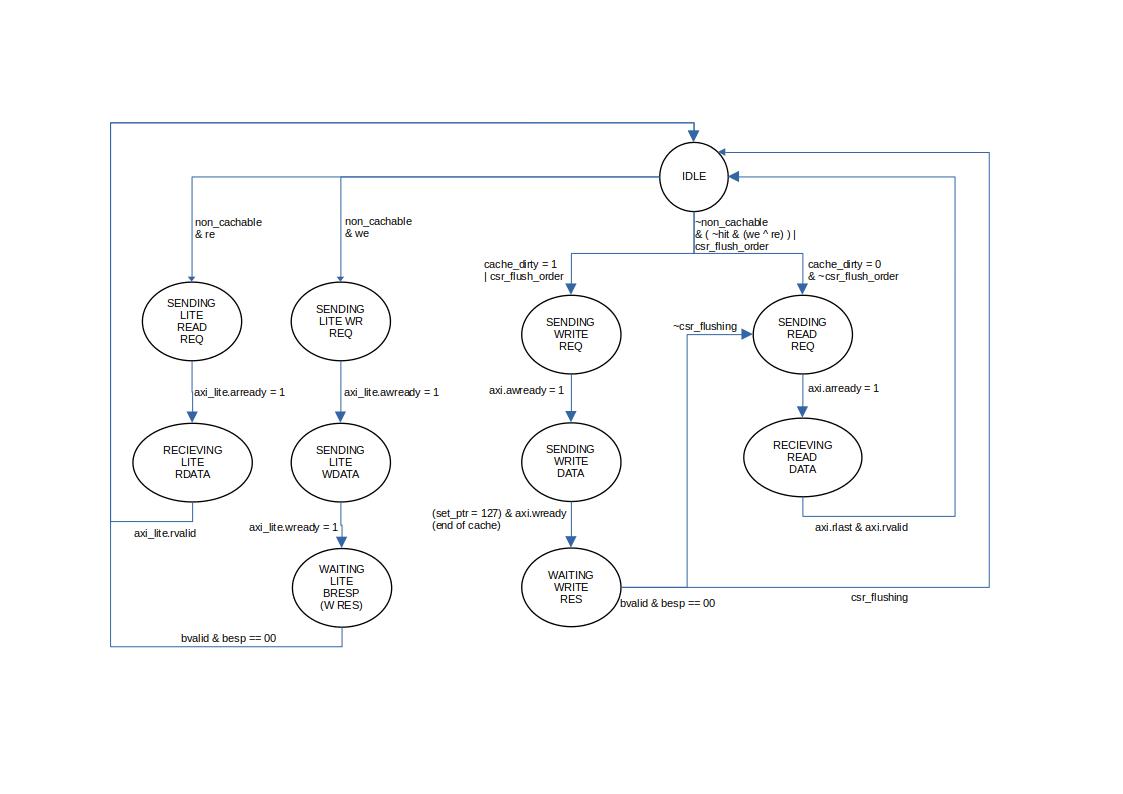 IDLE
non_cachable
& re
non_cachable
& we
~non_cachable
& ( ~hit & (we ^ re) ) |
csr_flush_order
cache_dirty = 1
| csr_flush_order
cache_dirty = 0
& ~csr_flush_order
SENDING
LITE
READ
REQ
SENDING
LITE WR
REQ
SENDING
WRITE
REQ
~csr_flushing
SENDING
READ
REQ
axi_lite.arready = 1
axi_lite.awready = 1
axi.awready = 1
axi.arready = 1
RECIEVING
LITE
RDATA
SENDING
LITE
WDATA
SENDING
WRITE
DATA
RECIEVING
READ
DATA
axi_lite.rvalid
axi_lite.wready = 1
(set_ptr = 127) & axi.wready
(end of cache)
axi.rlast & axi.rvalid
WAITING
LITE
BRESP
(W RES)
WAITING
WRITE
RES
bvalid & besp == 00
csr_flushing
bvalid & besp == 00